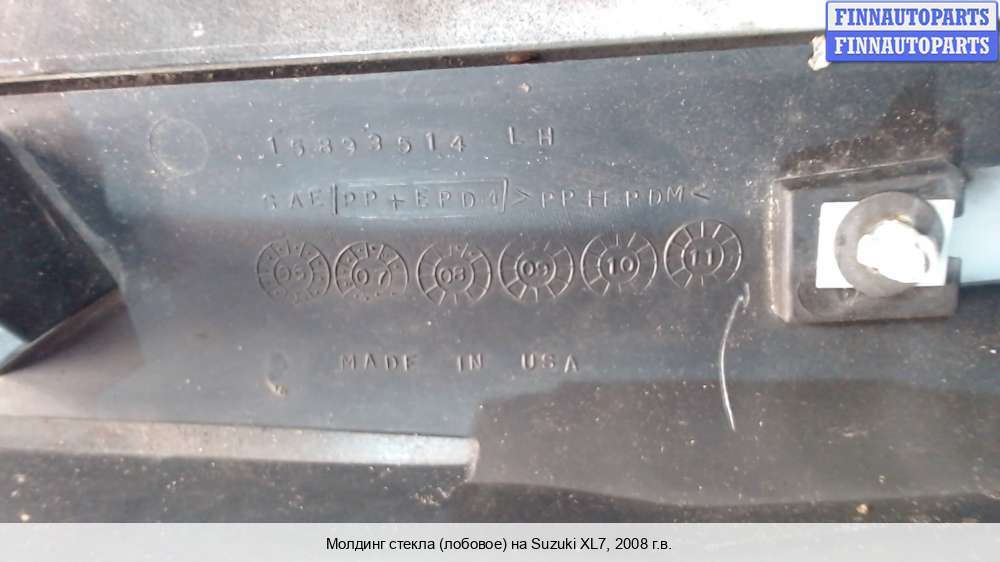 FINNAUTOPARTS
FINNAUTOPARTS
15893514 LH
SAE PP+EPDM >PP+EPDM<
06 07 08 09 10 11
MADE IN USA
Молдинг стекла (лобовое) на Suzuki XL7, 2008 г.в.